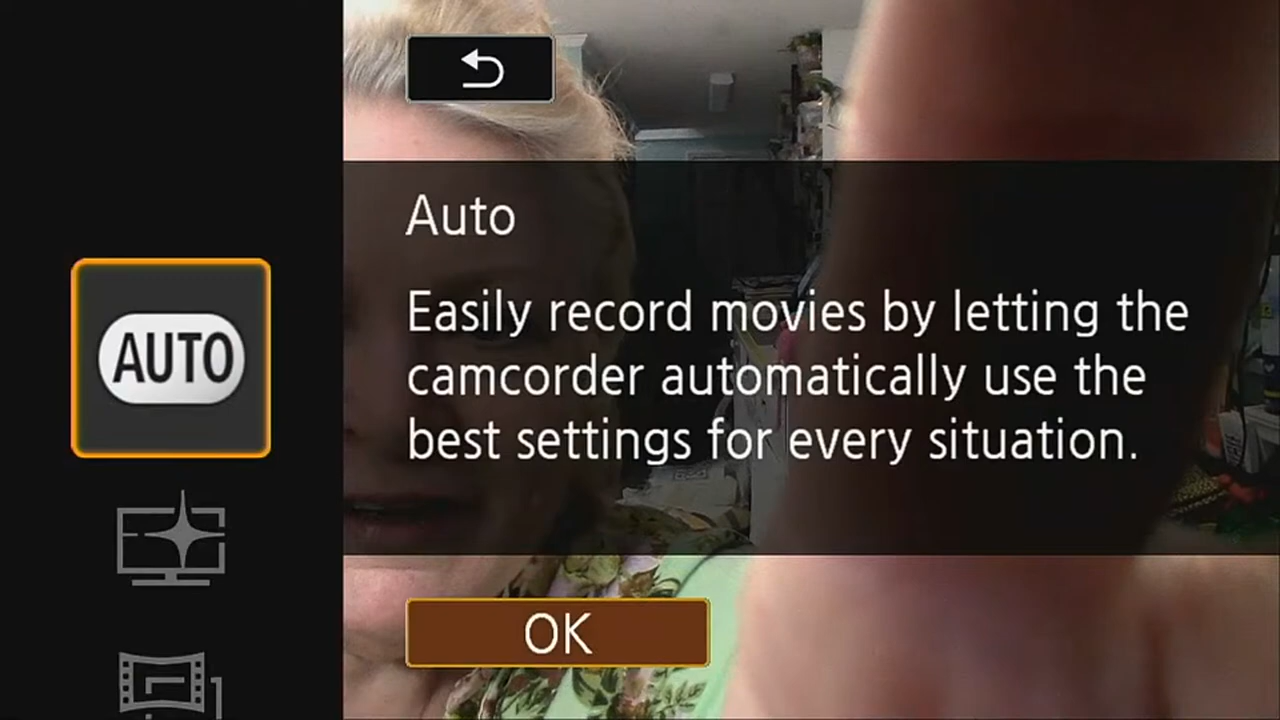 Auto
AUTO
Easily record movies by letting the
camcorder automatically use the
best settings for every situation.
OK